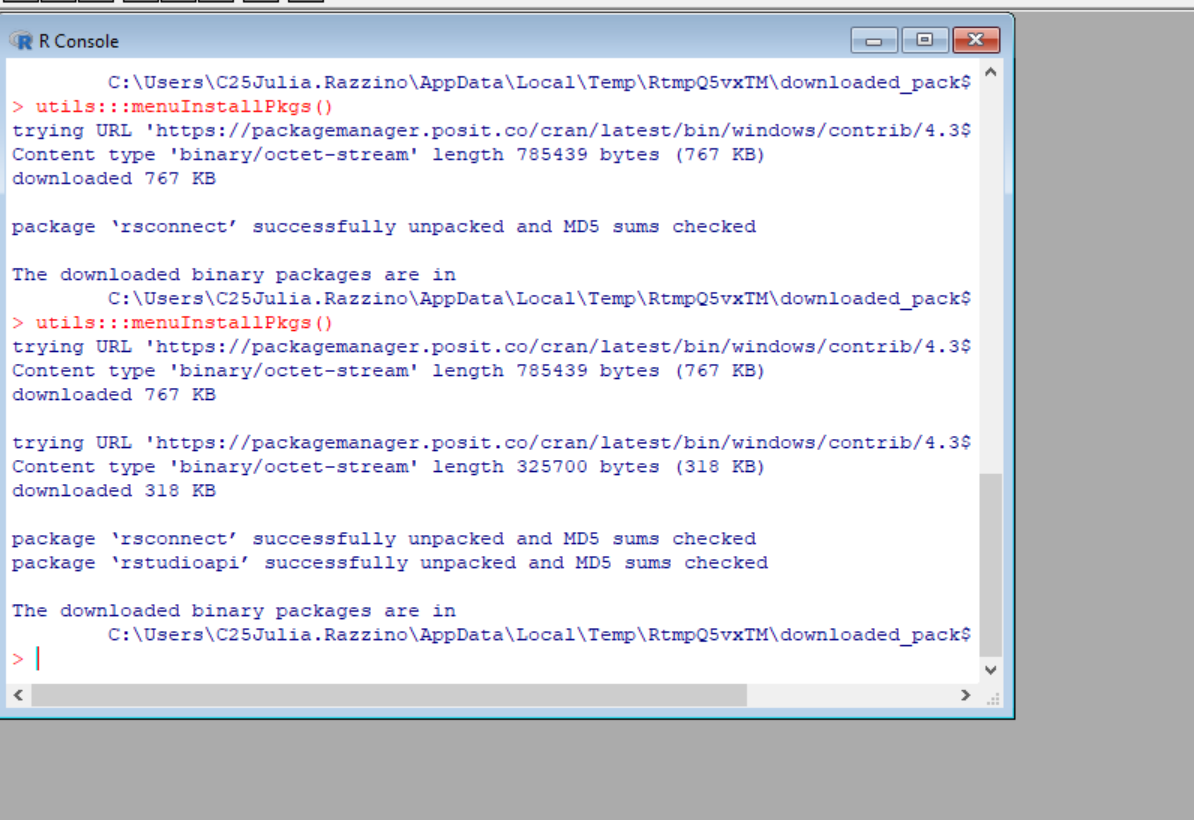 R Console
C:\Users\C25Julia.Razzino\AppData\Local\Temp\RtmpQ5vxTM\downloaded_pack$
> utils:::menuInstallPkgs()
trying URL 'https://packagemanager.posit.co/cran/latest/bin/windows/contrib/4.3$
Content type 'binary/octet-stream' length 785439 bytes (767 KB)
downloaded 767 KB
package ‘rsconnect’ successfully unpacked and MD5 sums checked
The downloaded binary packages are in
C:\Users\C25Julia.Razzino\AppData\Local\Temp\RtmpQ5vxTM\downloaded_pack$
> utils:::menuInstallPkgs()
trying URL 'https://packagemanager.posit.co/cran/latest/bin/windows/contrib/4.3$
Content type 'binary/octet-stream' length 785439 bytes (767 KB)
downloaded 767 KB
trying URL 'https://packagemanager.posit.co/cran/latest/bin/windows/contrib/4.3$
Content type 'binary/octet-stream' length 325700 bytes (318 KB)
downloaded 318 KB
package ‘rsconnect’ successfully unpacked and MD5 sums checked
package ‘rstudioapi’ successfully unpacked and MD5 sums checked
The downloaded binary packages are in
C:\Users\C25Julia.Razzino\AppData\Local\Temp\RtmpQ5vxTM\downloaded_pack$
>